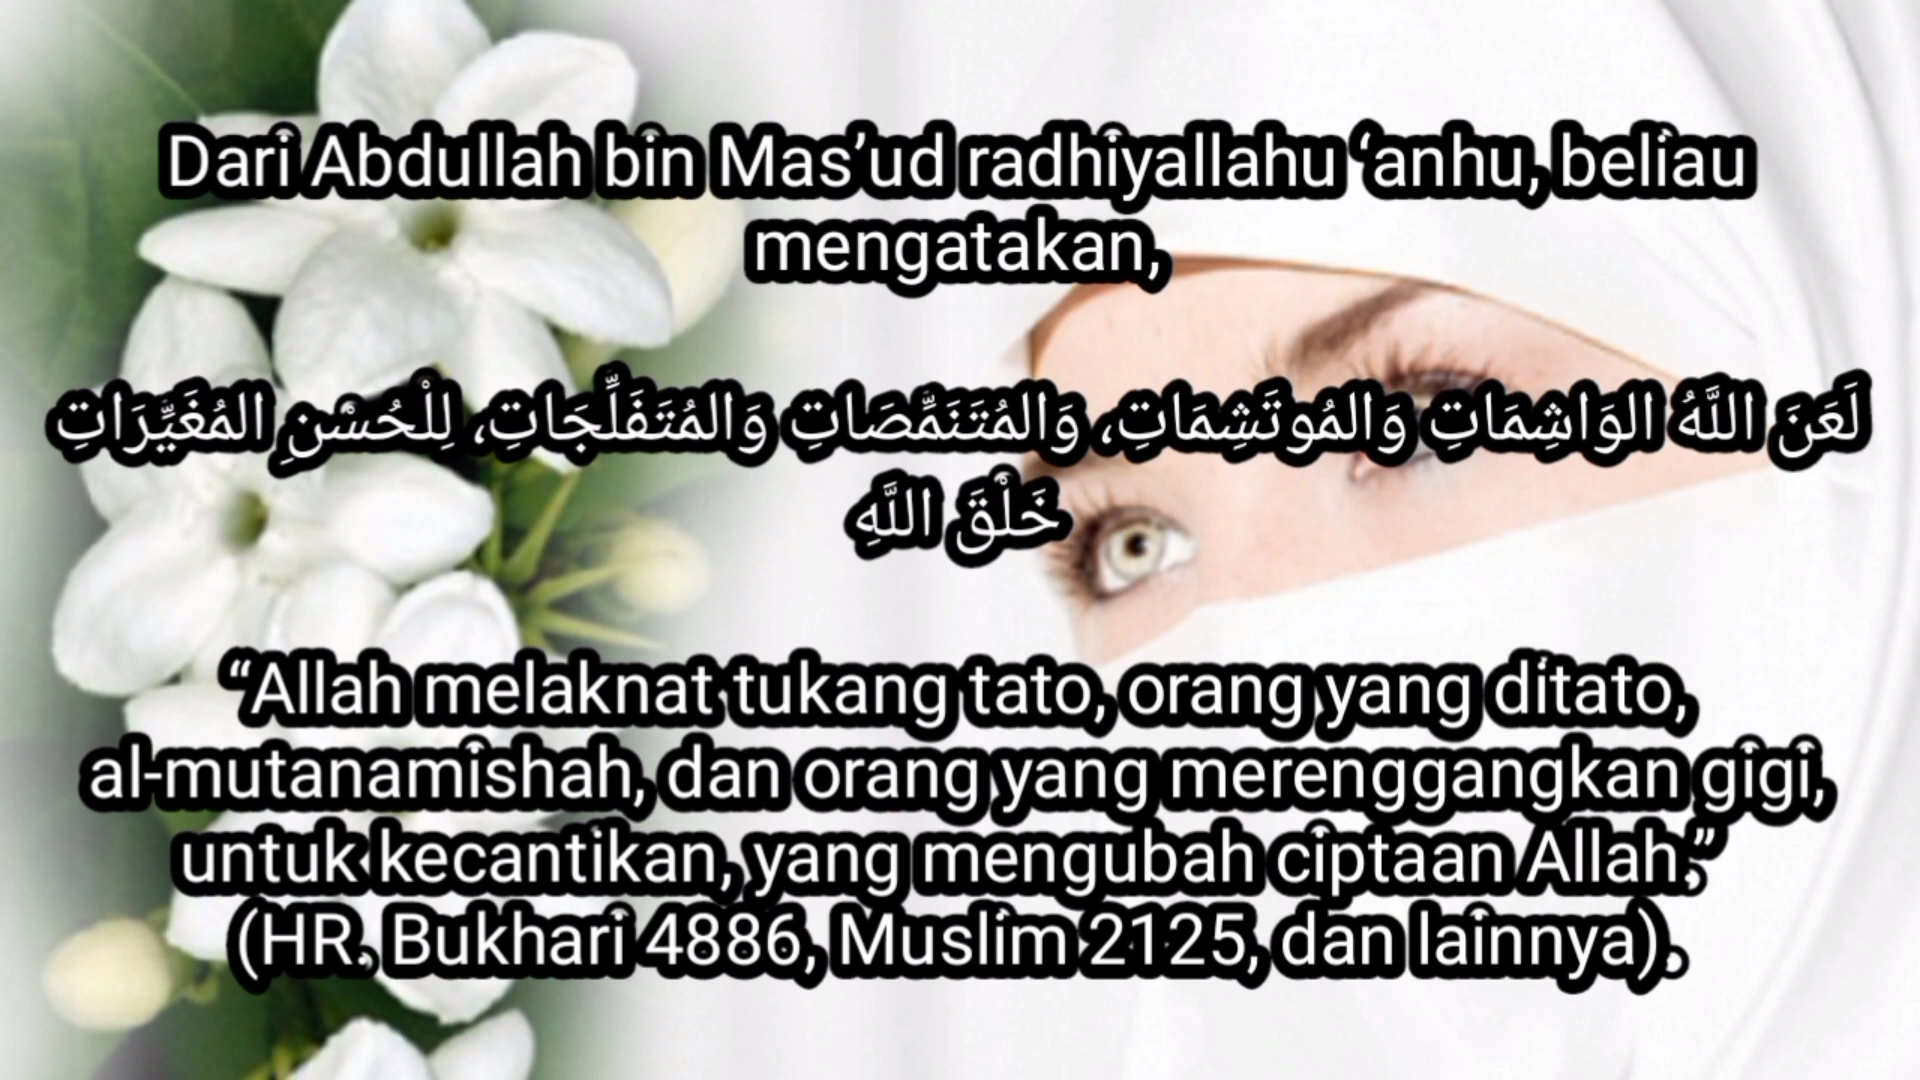 Dari Abdullah bin Mas’ud radhiyallahu ‘anhu, beliau
mengatakan,
لَعَنَ اللَّهُ الوَاشِمَاتِ وَالمُوتَشِمَاتِ، وَالمُتَنَمِّصَاتِ وَالمُتَفَلِّجَاتِ، لِلْحُسْنِ المُغَيِّرَاتِ
خَلْقَ اللَّهِ
“Allah melaknat tukang tato, orang yang ditato,
al-mutanamishah, dan orang yang merenggangkan gigi,
untuk kecantikan, yang mengubah ciptaan Allah.”
(HR. Bukhari 4886, Muslim 2125, dan lainnya).